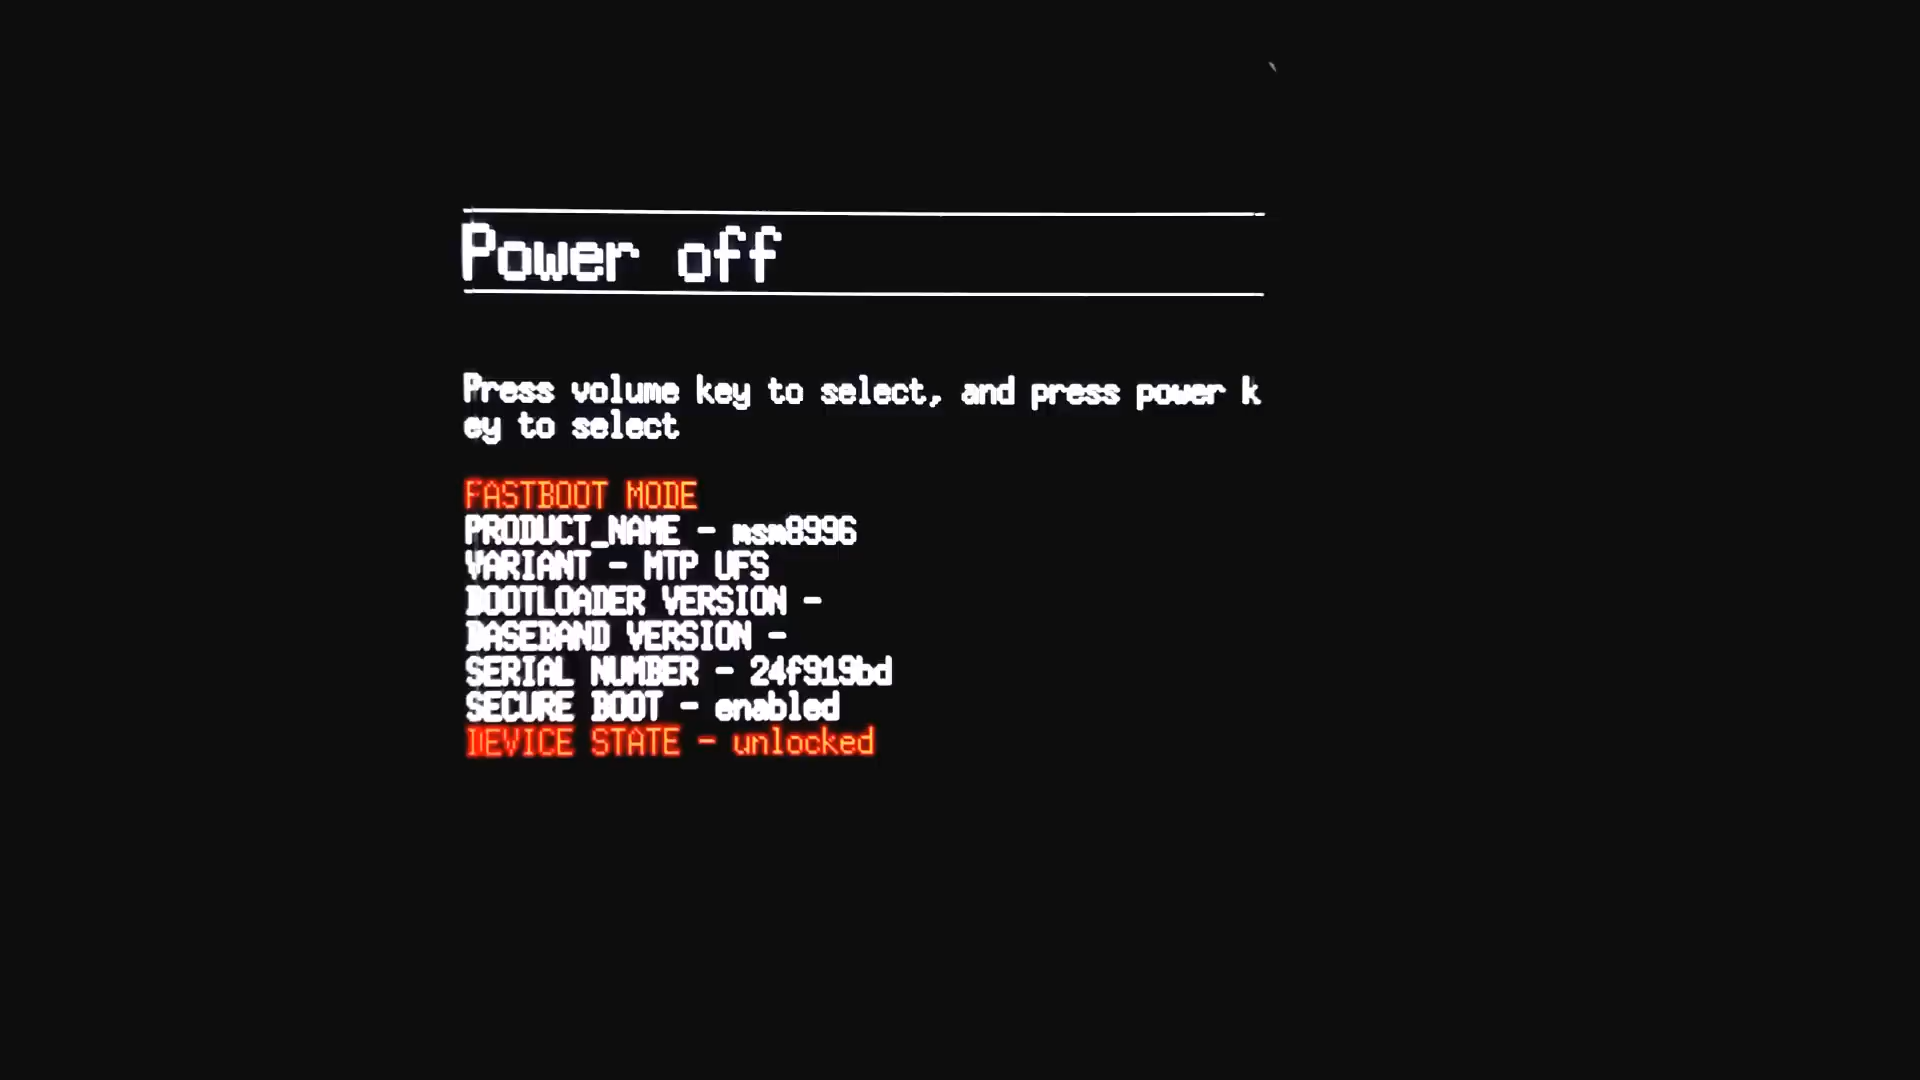 Power off
Press volume key to select, and press power k
ey to select
FASTBOOT MODE
PRODUCT_NAME - msm8996
VARIANT - MTP UFS
BOOTLOADER VERSION -
BASEBAND VERSION -
SERIAL NUMBER - 24f919bd
SECURE BOOT - enabled
DEVICE STATE - unlocked